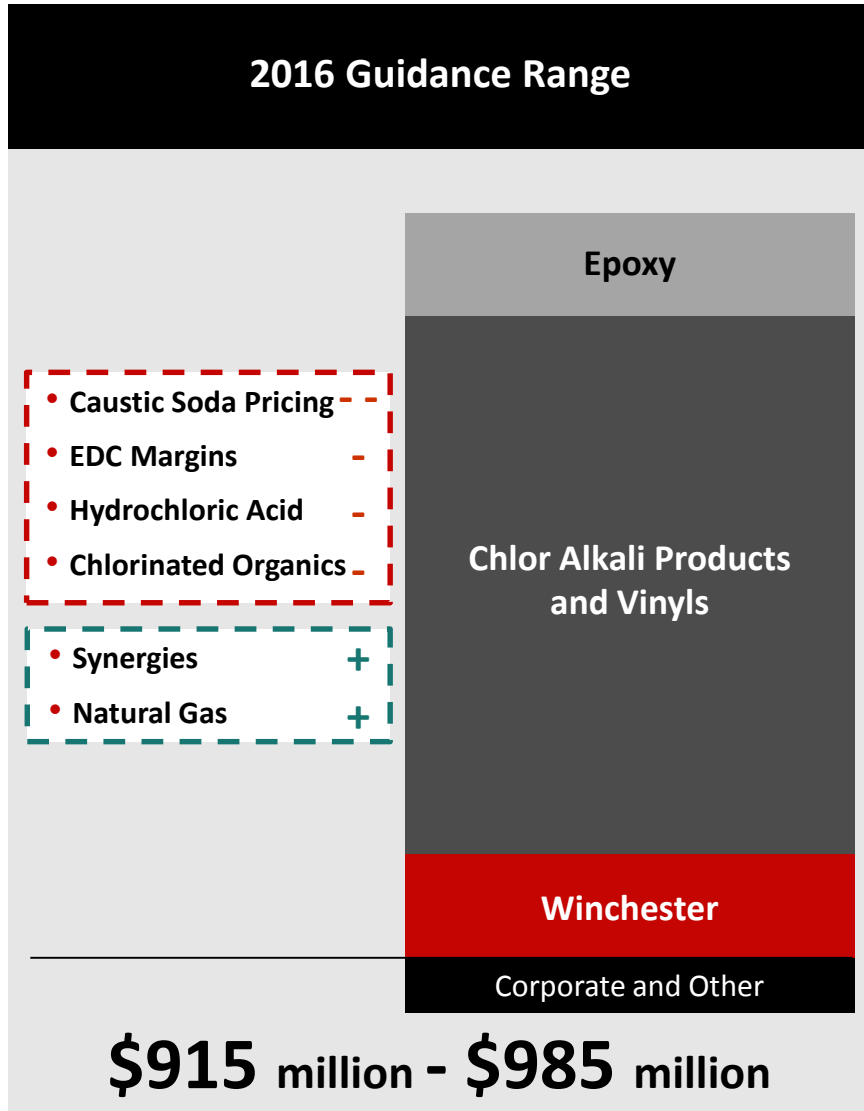 2016 Guidance Range
Epoxy
• Caustic Soda Pricing - -
• EDC Margins -
• Hydrochloric Acid -
• Chlorinated Organics -
Chlor Alkali Products
and Vinyls
• Synergies +
• Natural Gas +
Winchester
Corporate and Other
$915 million - $985 million